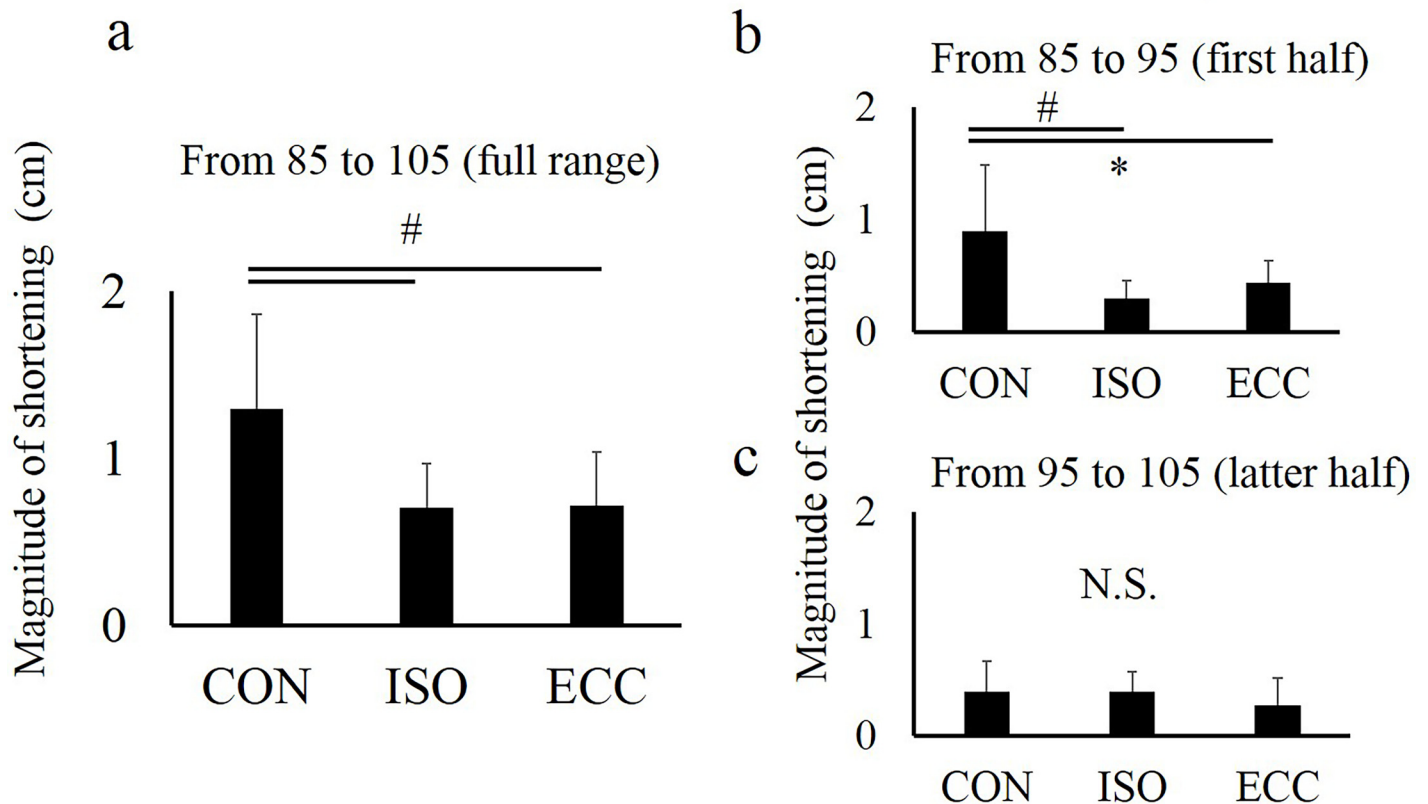 a
From 85 to 105 (full range)
#
Magnitude of shortening (cm)
2
1
0
CON ISO ECC
b
From 85 to 95 (first half)
#
*
Magnitude of shortening (cm)
2
1
0
CON ISO ECC
c
From 95 to 105 (latter half)
N.S.
2
1
0
CON ISO ECC